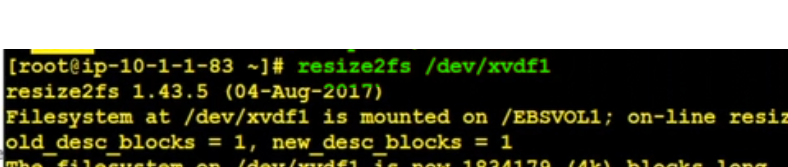 [root@ip-10-1-1-83 ~]# resize2fs /dev/xvdf1
resize2fs 1.43.5 (04-Aug-2017)
Filesystem at /dev/xvdf1 is mounted on /EBSVOL1; on-line resiz
old_desc_blocks = 1, new_desc_blocks = 1
The filesystem on /dev/xvdf1 is now 1834179 (4k) blocks long